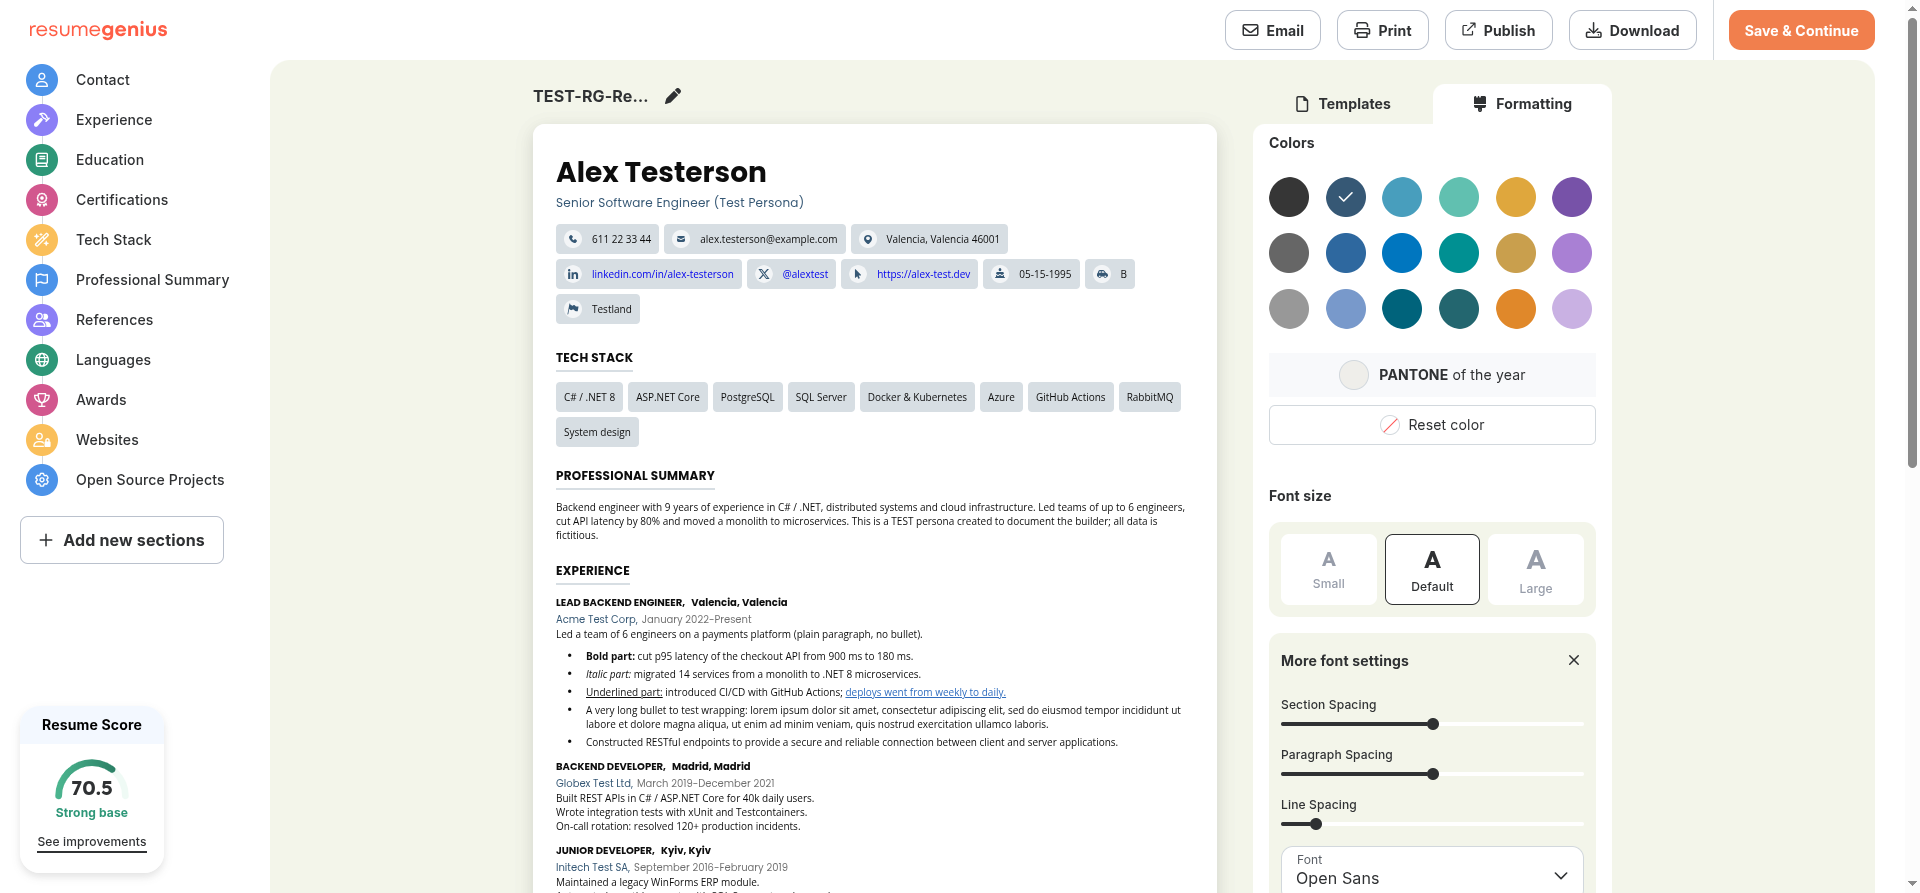 resumegenius
Email
Print
Publish
Download
Save & Continue
Contact
Experience
Education
Certifications
Tech Stack
Professional Summary
References
Languages
Awards
Websites
Open Source Projects
Add new sections
Resume Score
70.5
Strong base
See improvements
TEST-RG-Re...
Alex Testerson
Senior Software Engineer (Test Persona)
611 22 33 44 alex.testerson@example.com Valencia, Valencia 46001
linkedin.com/in/alex-testerson @alextest https://alex-test.dev 05-15-1995 B
Testland
TECH STACK
C# / .NET 8 ASP.NET Core PostgreSQL SQL Server Docker & Kubernetes Azure GitHub Actions RabbitMQ
System design
PROFESSIONAL SUMMARY
Backend engineer with 9 years of experience in C# / .NET, distributed systems and cloud infrastructure. Led teams of up to 6 engineers,
cut API latency by 80% and moved a monolith to microservices. This is a TEST persona created to document the builder; all data is
fictitious.
EXPERIENCE
LEAD BACKEND ENGINEER, Valencia, Valencia
Acme Test Corp, January 2022–Present
Led a team of 6 engineers on a payments platform (plain paragraph, no bullet).
• Bold part: cut p95 latency of the checkout API from 900 ms to 180 ms.
• Italic part: migrated 14 services from a monolith to .NET 8 microservices.
• Underlined part: introduced CI/CD with GitHub Actions; deploys went from weekly to daily.
• A very long bullet to test wrapping: lorem ipsum dolor sit amet, consectetur adipiscing elit, sed do eiusmod tempor incididunt ut
labore et dolore magna aliqua, ut enim ad minim veniam, quis nostrud exercitation ullamco laboris.
• Constructed RESTful endpoints to provide a secure and reliable connection between client and server applications.
BACKEND DEVELOPER, Madrid, Madrid
Globex Test Ltd, March 2019–December 2021
Built REST APIs in C# / ASP.NET Core for 40k daily users.
Wrote integration tests with xUnit and Testcontainers.
On-call rotation: resolved 120+ production incidents.
JUNIOR DEVELOPER, Kyiv, Kyiv
Initech Test SA, September 2016–February 2019
Maintained a legacy WinForms ERP module.
Templates
Formatting
Colors
PANTONE of the year
Reset color
Font size
A A A
Small Default Large
More font settings
Section Spacing
Paragraph Spacing
Line Spacing
Font
Open Sans